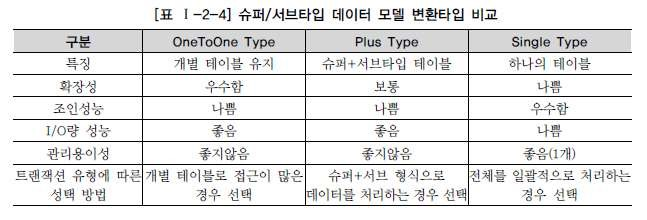 [표 Ⅰ-2-4] 슈퍼/서브타입 데이터 모델 변환타입 비교
구분 OneToOne Type Plus Type Single Type
특징 개별 테이블 유지 슈퍼+서브타입 테이블 하나의 테이블
확장성 우수함 보통 나쁨
조인성능 나쁨 나쁨 우수함
I/O량 성능 좋음 좋음 나쁨
관리용이성 좋지않음 좋지않음 좋음(1개)
트랜잭션 유형에 따른 개별 테이블로 접근이 많은 슈퍼+서브 형식으로 전체를 일괄적으로 처리하는
성택 방법 경우 선택 데이터를 처리하는 경우 선택 경우 선택